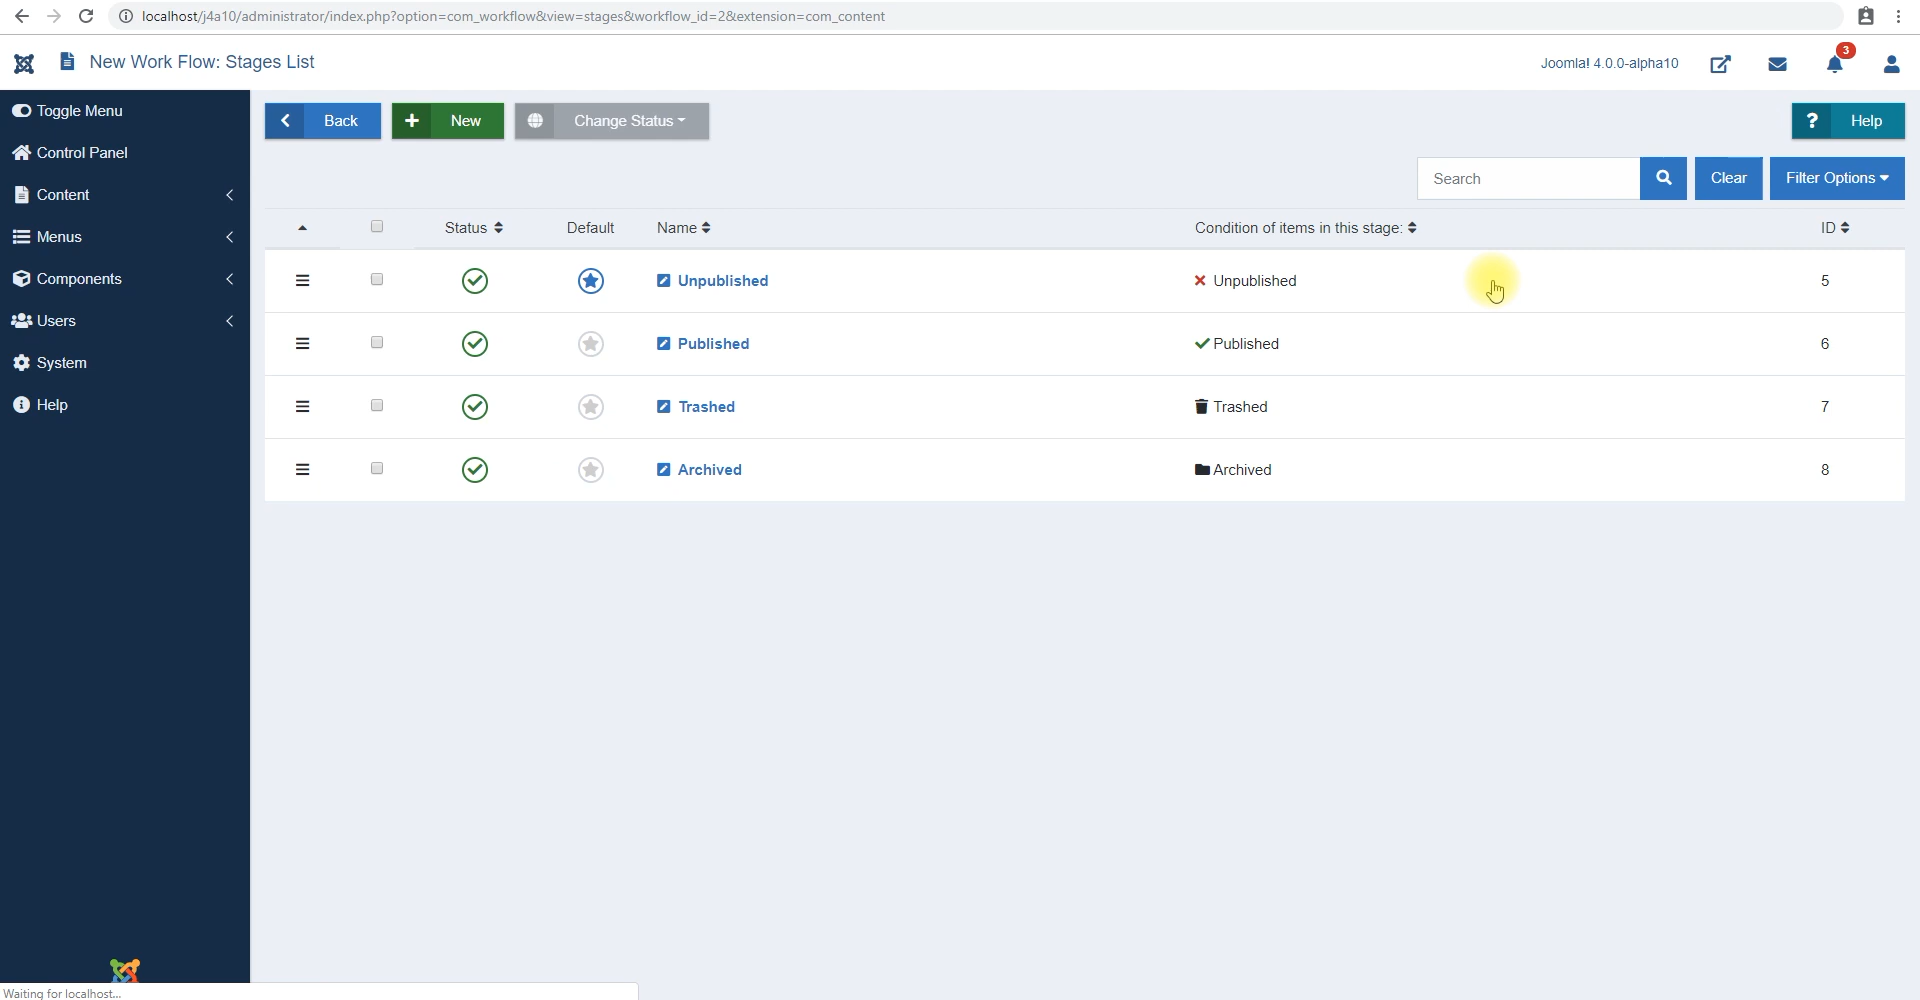 localhost/j4a10/administrator/index.php?option=com_workflow&view=stages&workflow_id=2&extension=com_content
New Work Flow: Stages List
Joomla! 4.0.0-alpha10
3
Toggle Menu
Back
New
Change Status
? Help
Control Panel
Content
Search
Clear
Filter Options
Menus
Status
Default
Name
Condition of items in this stage:
ID
Components
Unpublished
Unpublished
5
Users
Published
Published
6
System
Help
Trashed
Trashed
7
Archived
Archived
8
Waiting for localhost...